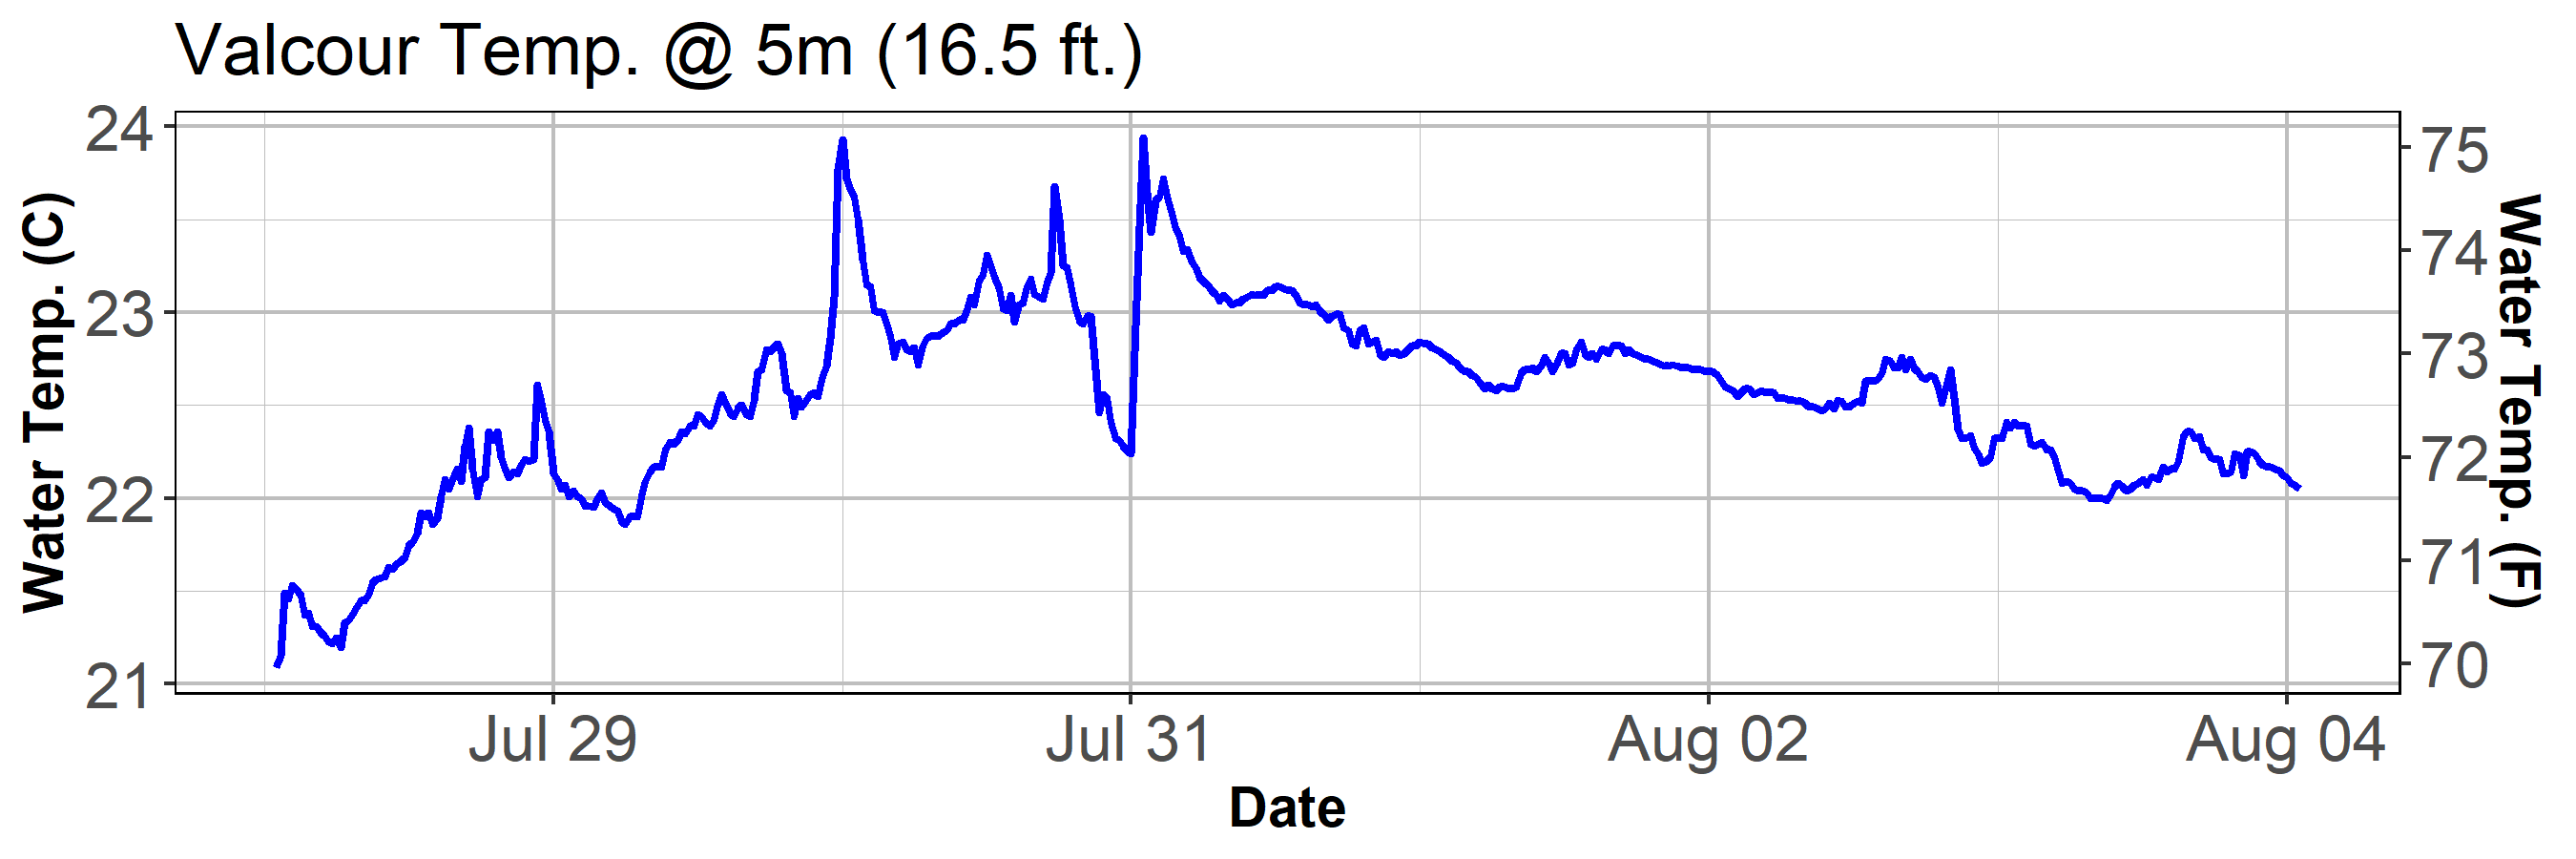 Valcour Temp. @ 5m (16.5 ft.)
Water Temp. (C)
24
23
22
21
75
74
73
72
71
70
Water Temp. (F)
Jul 29 Jul 31 Aug 02 Aug 04
Date